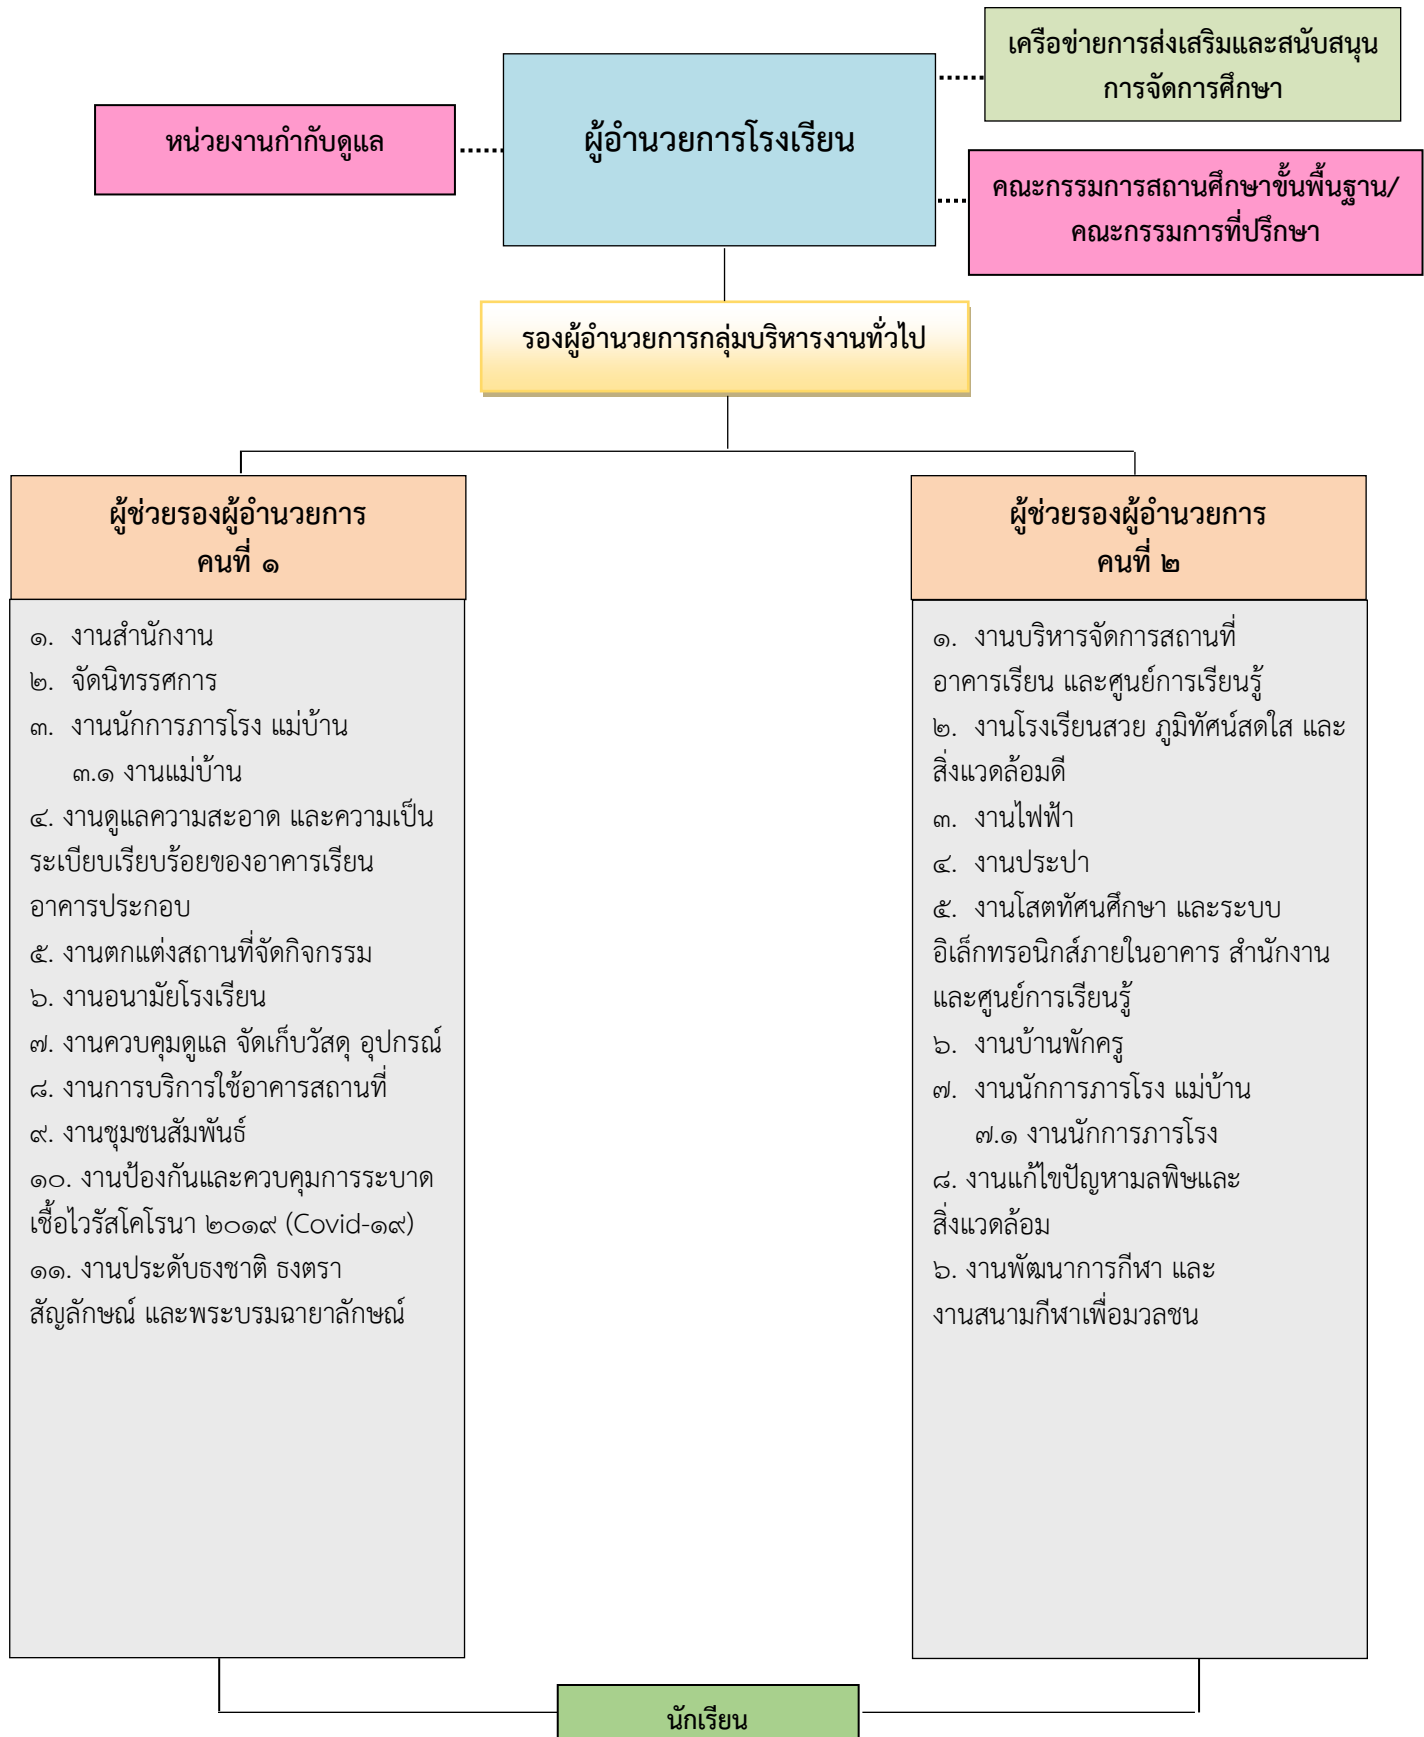 เครือข่ายการส่งเสริมและสนับสนุน
การจัดการศึกษา
หน่วยงานกำกับดูแล
ผู้อำนวยการโรงเรียน
คณะกรรมการสถานศึกษาขั้นพื้นฐาน/
คณะกรรมการที่ปรึกษา
รองผู้อำนวยการกลุ่มบริหารงานทั่วไป
ผู้ช่วยรองผู้อำนวยการ
คนที่ ๑
๑. งานสำนักงาน
๒. จัดนิทรรศการ
๓. งานนักการภารโรง แม่บ้าน
๓.๑ งานแม่บ้าน
๔. งานดูแลความสะอาด และความเป็น
ระเบียบเรียบร้อยของอาคารเรียน
อาคารประกอบ
๕. งานตกแต่งสถานที่จัดกิจกรรม
๖. งานอนามัยโรงเรียน
๗. งานควบคุมดูแล จัดเก็บวัสดุ อุปกรณ์
๘. งานการบริการใช้อาคารสถานที่
๙. งานชุมชนสัมพันธ์
๑๐. งานป้องกันและควบคุมการระบาด
เชื้อไวรัสโคโรนา ๒๐๑๙ (Covid-๑๙)
๑๑. งานประดับธงชาติ ธงตรา
สัญลักษณ์ และพระบรมฉายาลักษณ์
ผู้ช่วยรองผู้อำนวยการ
คนที่ ๒
๑. งานบริหารจัดการสถานที่
อาคารเรียน และศูนย์การเรียนรู้
๒. งานโรงเรียนสวย ภูมิทัศน์สดใส และ
สิ่งแวดล้อมดี
๓. งานไฟฟ้า
๔. งานประปา
๕. งานโสตทัศนศึกษา และระบบ
อิเล็กทรอนิกส์ภายในอาคาร สำนักงาน
และศูนย์การเรียนรู้
๖. งานบ้านพักครู
๗. งานนักการภารโรง แม่บ้าน
๗.๑ งานนักการภารโรง
๘. งานแก้ไขปัญหามลพิษและ
สิ่งแวดล้อม
๖. งานพัฒนาการกีฬา และ
งานสนามกีฬาเพื่อมวลชน
นักเรียน